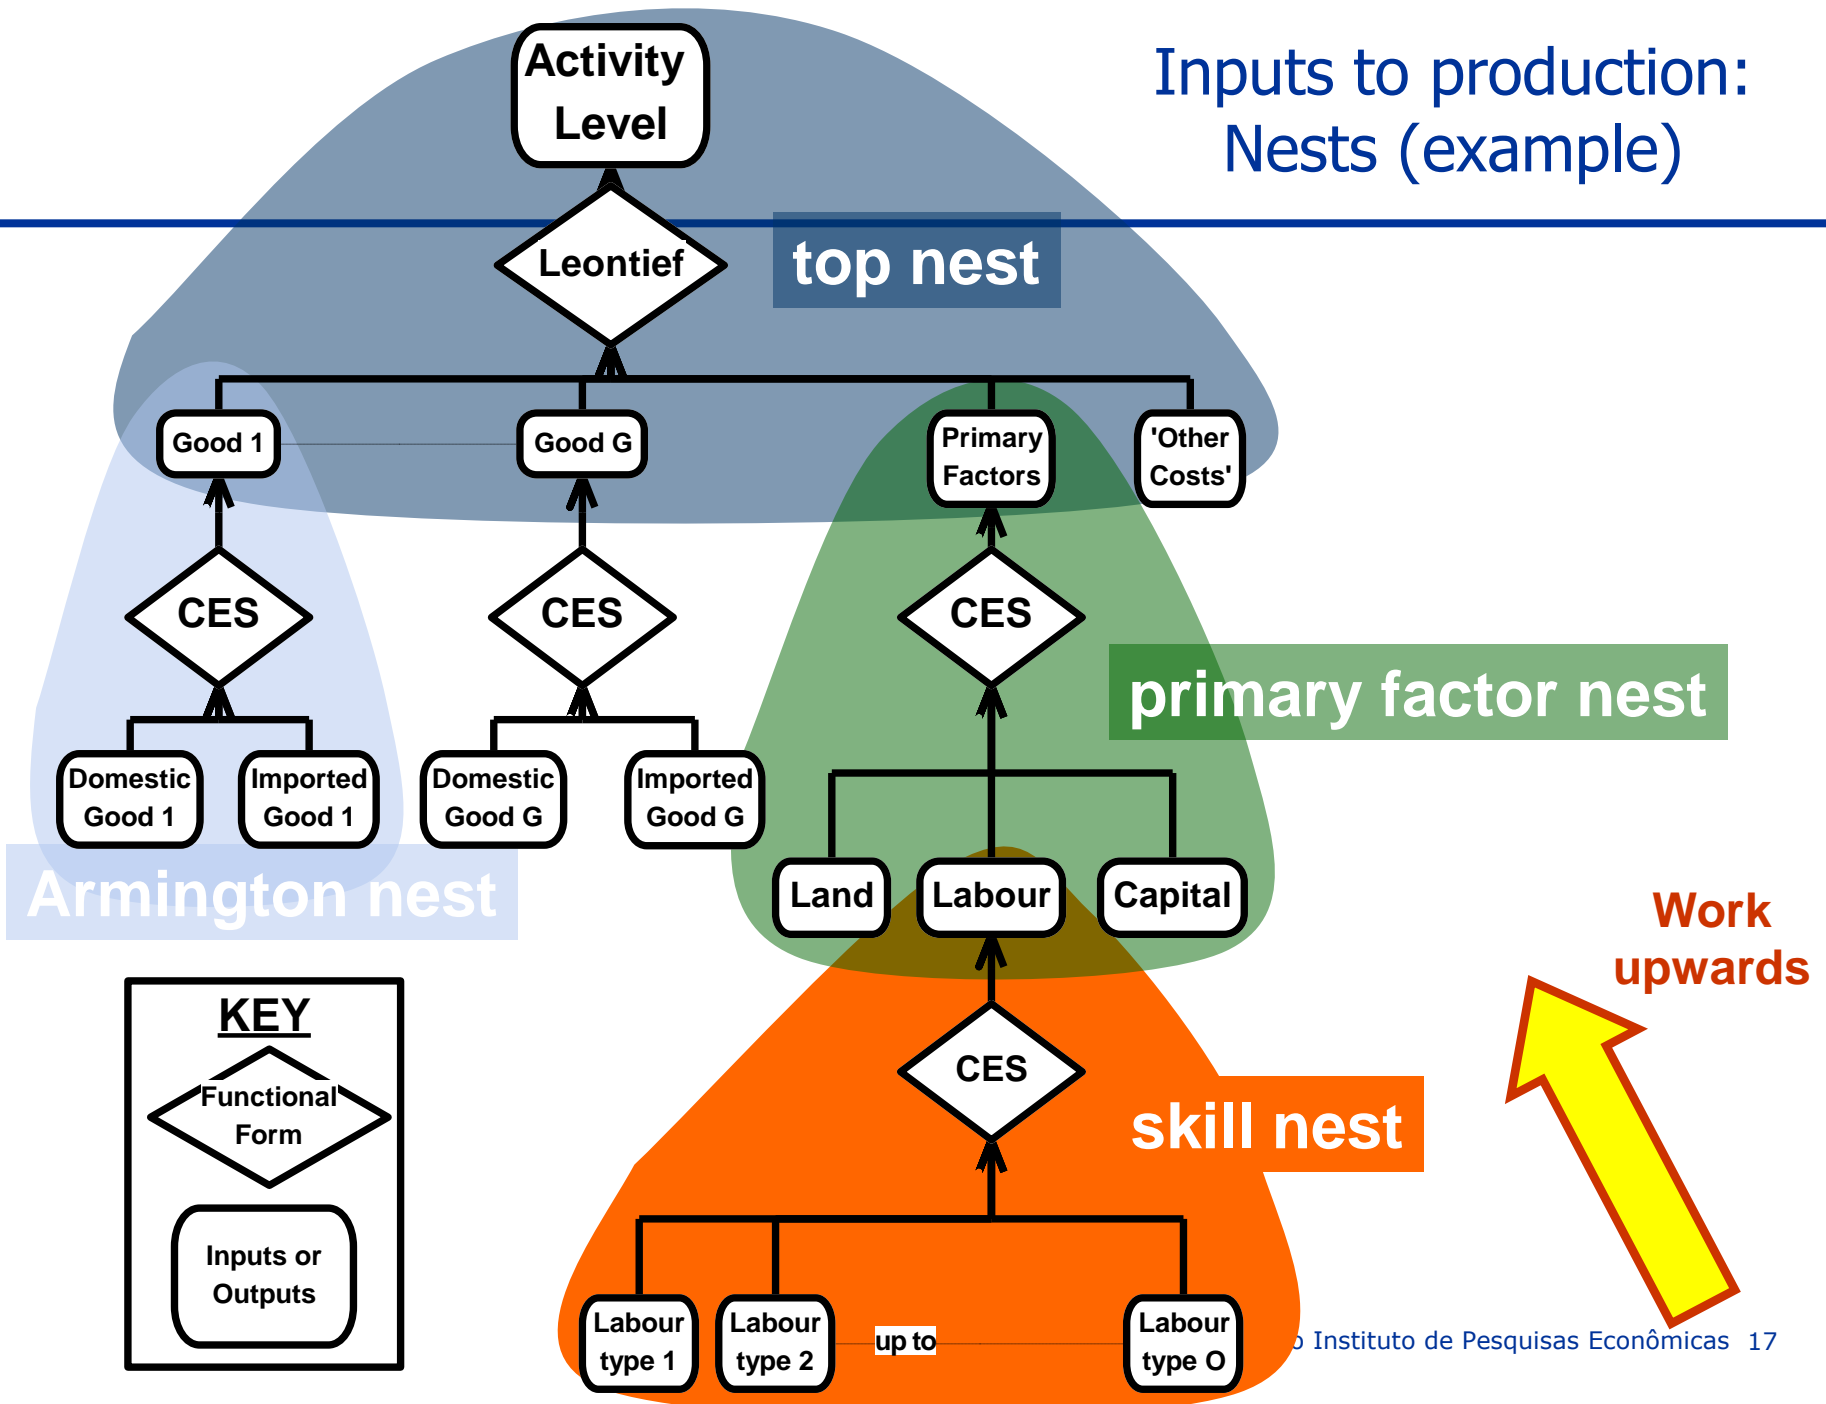 Inputs to production:
Nests (example)
Activity
Level
Leontief
top nest
Good 1
Good G
Primary
Factors
'Other
Costs'
CES
CES
CES
primary factor nest
Domestic
Good 1
Imported
Good 1
Domestic
Good G
Imported
Good G
Armington nest
Land
Labour
Capital
Work
upwards
KEY
Functional
Form
Inputs or
Outputs
CES
skill nest
Labour
type 1
Labour
type 2
up to
Labour
type O
Instituto de Pesquisas Econômicas 17